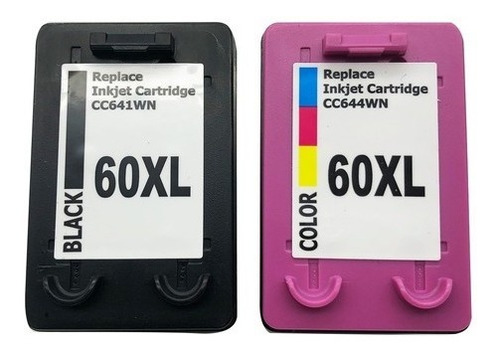 Replace
Inkjet Cartridge
CC641WN
60XL
BLACK
Replace
Inkjet Cartridge
CC644WN
60XL
COLOR